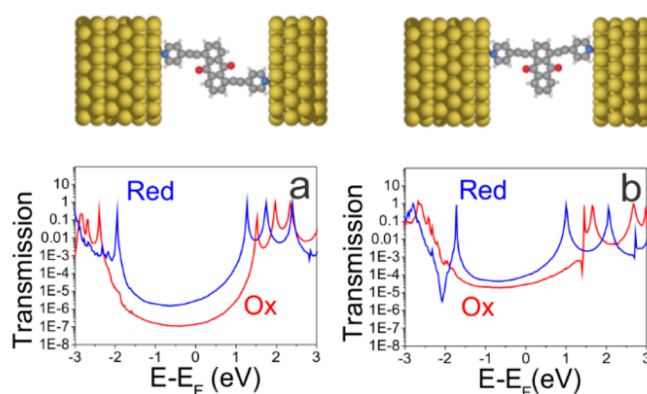 Transmission
1
0.1
0.01
1E-3
1E-4
1E-5
1E-6
1E-7
1E-8
Red
a
Ox
-3 -2 -1 0 1 2 3
E-E_F (eV)
Transmission
1
0.1
0.01
1E-3
1E-4
1E-5
1E-6
1E-7
1E-8
Red
b
Ox
-3 -2 -1 0 1 2 3
E-E_F(eV)